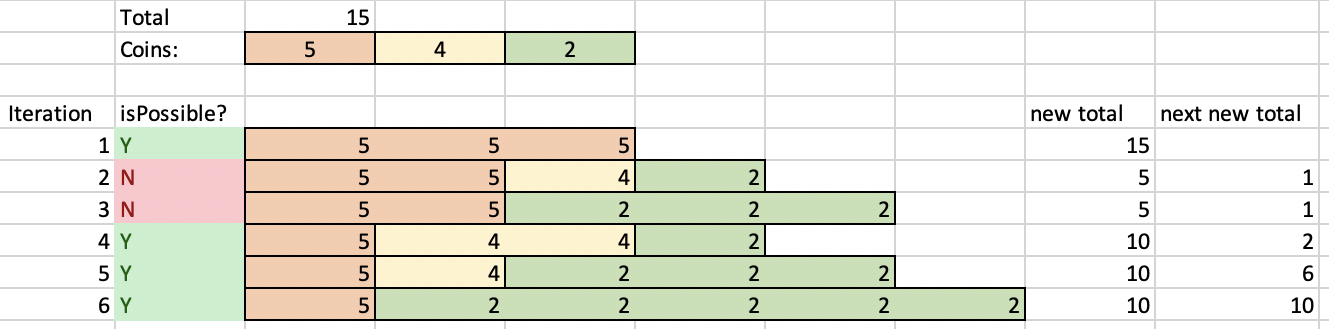 Total 15
Coins: 5 4 2
Iteration isPossible? new total next new total
1 Y 5 5 5 15
2 N 5 5 4 2 5 1
3 N 5 5 2 2 2 5 1
4 Y 5 4 4 2 10 2
5 Y 5 4 2 2 2 10 6
6 Y 5 2 2 2 2 2 10 10